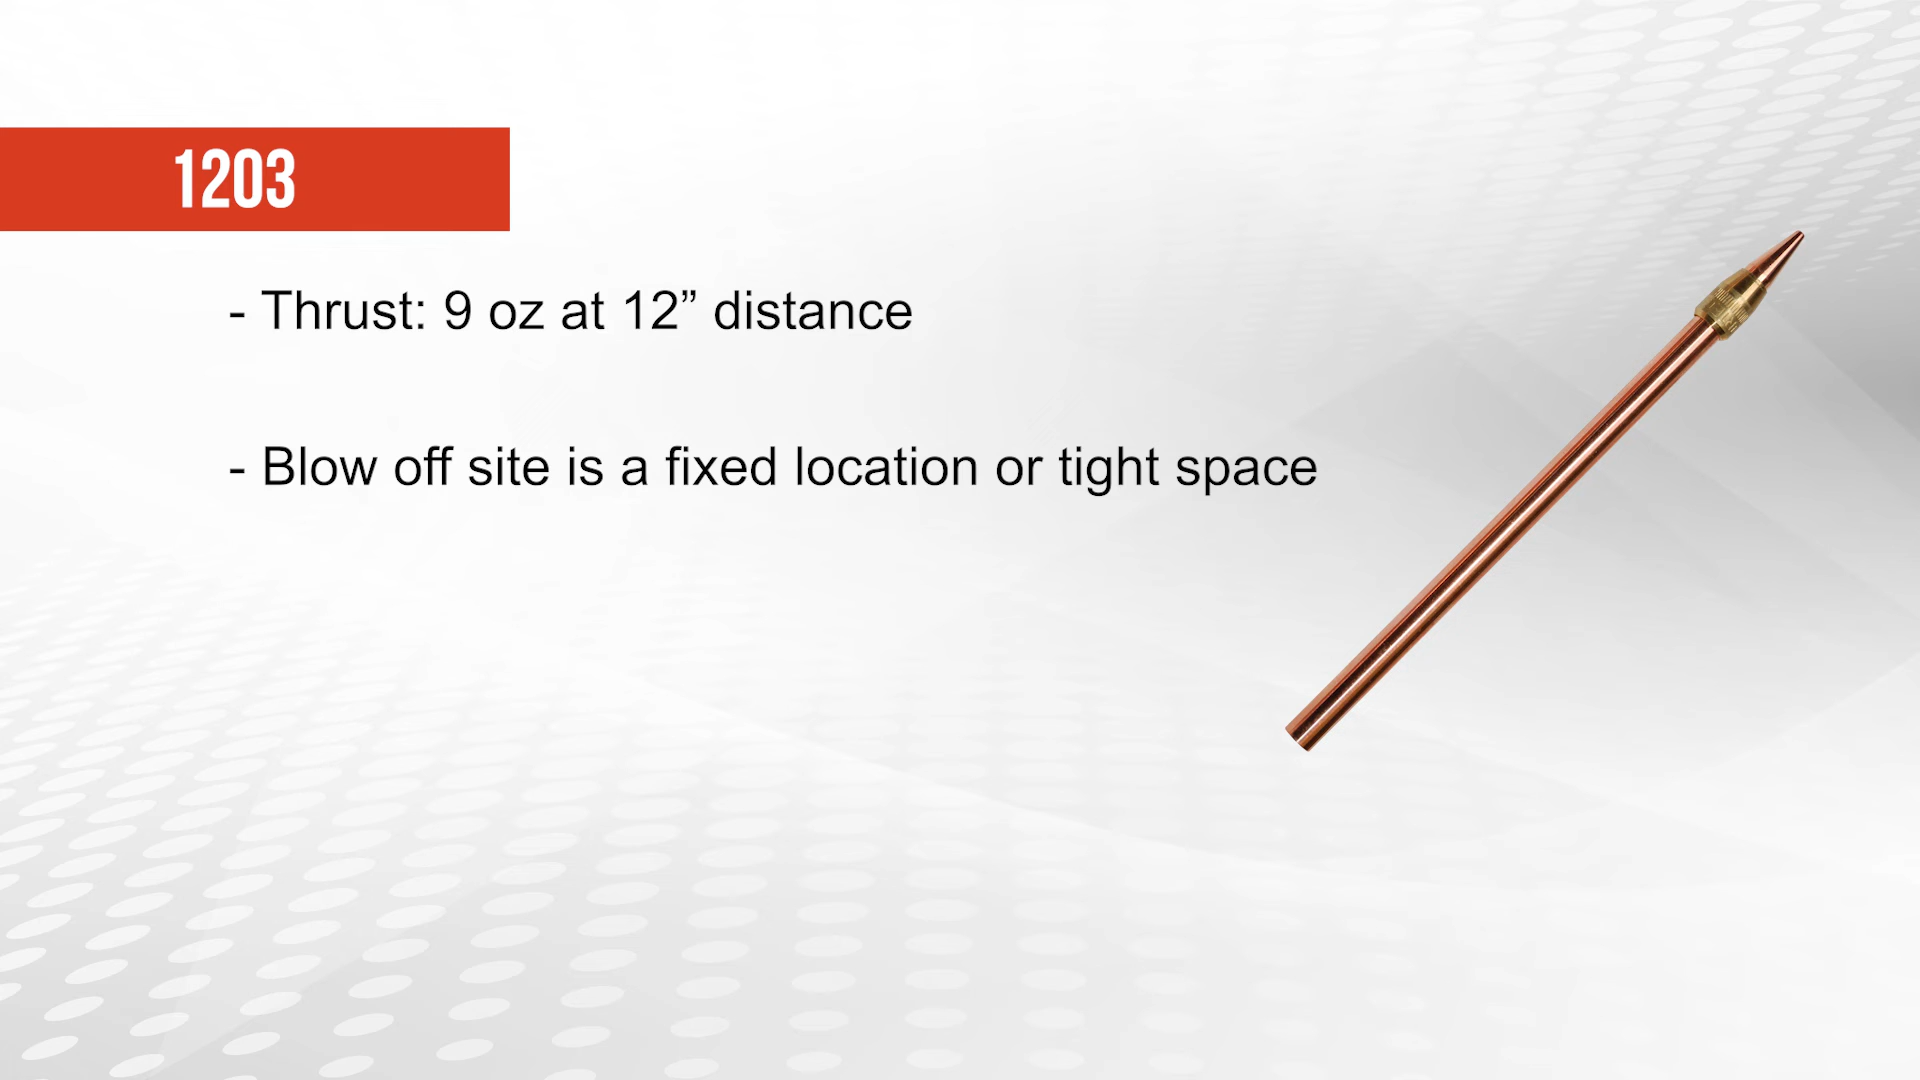 1203
- Thrust: 9 oz at 12” distance
- Blow off site is a fixed location or tight space